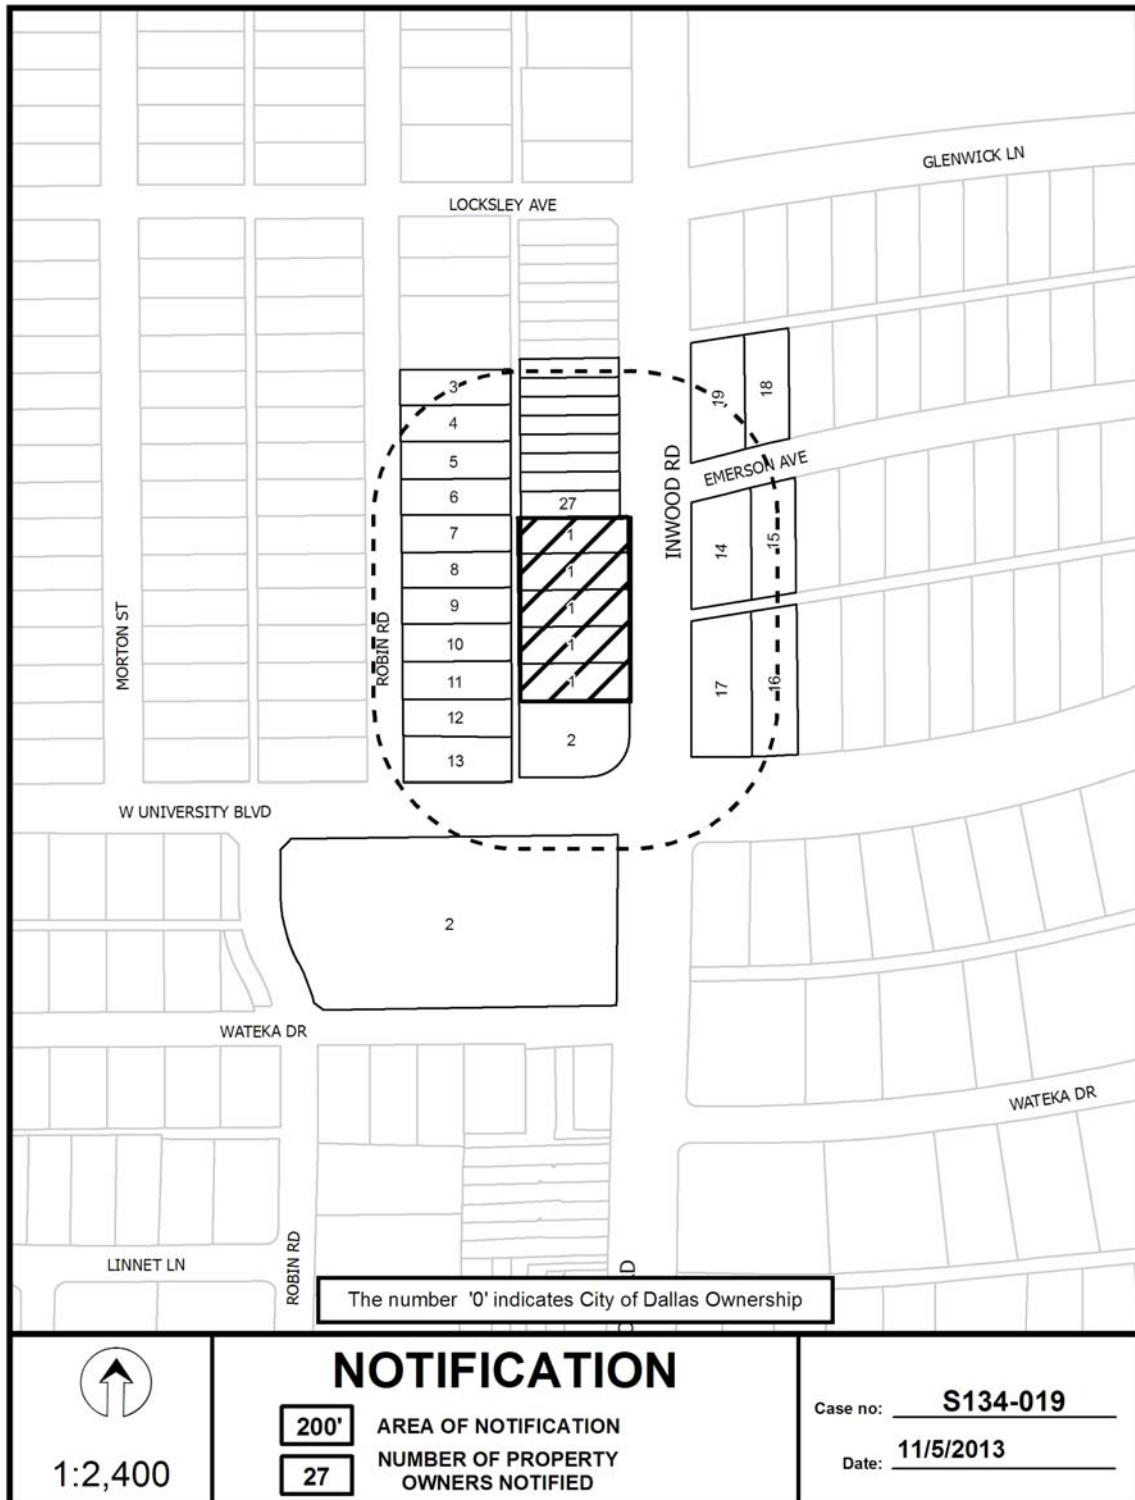 GLENWICK LN
LOCKSLEY AVE
3
4
5
6
7
8
9
10
11
12
13
27
1
1
1
1
1
2
19
18
EMERSON AVE
INWOOD RD
14
15
17
16
MORTON ST
ROBIN RD
W UNIVERSITY BLVD
2
WATEKA DR
WATEKA DR
LINNET LN
ROBIN RD
RD
The number '0' indicates City of Dallas Ownership
1:2,400
NOTIFICATION
200' AREA OF NOTIFICATION
27 NUMBER OF PROPERTY
OWNERS NOTIFIED
Case no: S134-019
Date: 11/5/2013